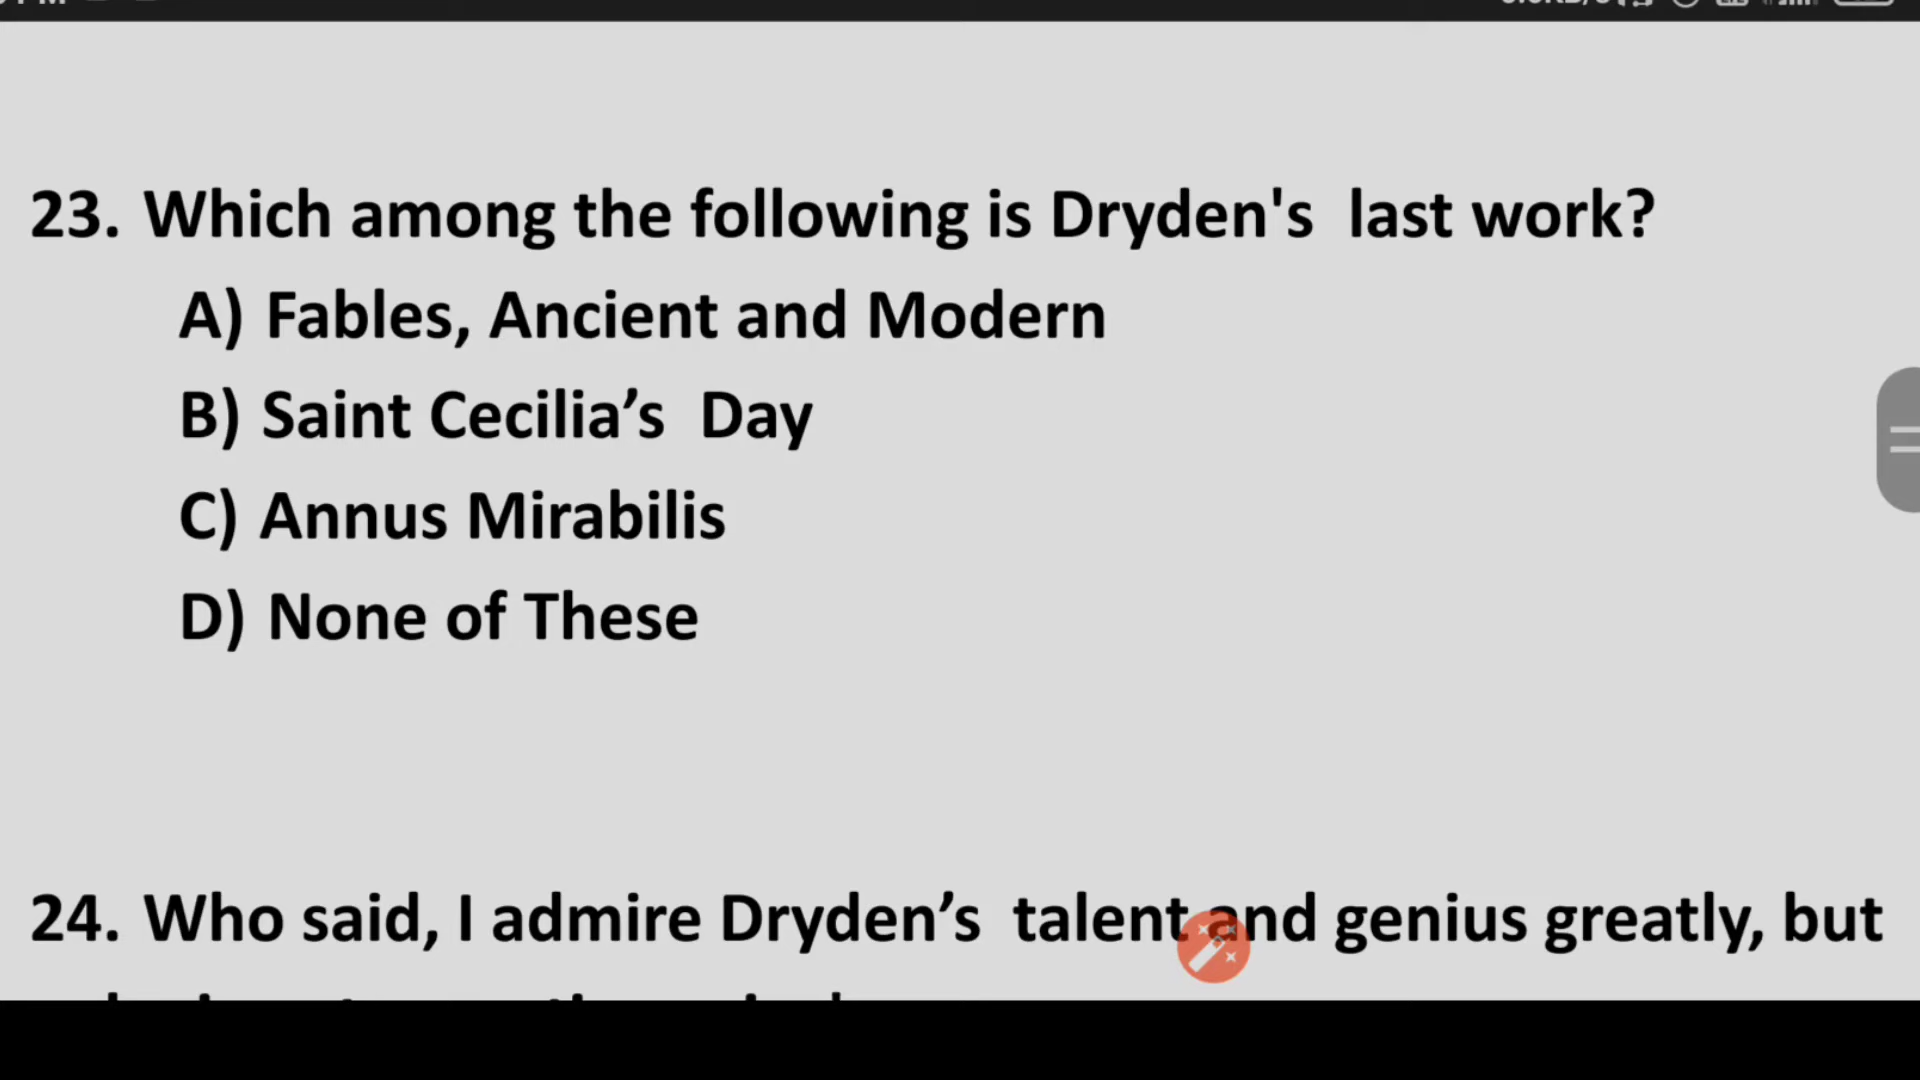 23. Which among the following is Dryden's last work?
A) Fables, Ancient and Modern
B) Saint Cecilia’s Day
C) Annus Mirabilis
D) None of These
24. Who said, I admire Dryden’s talent and genius greatly, but